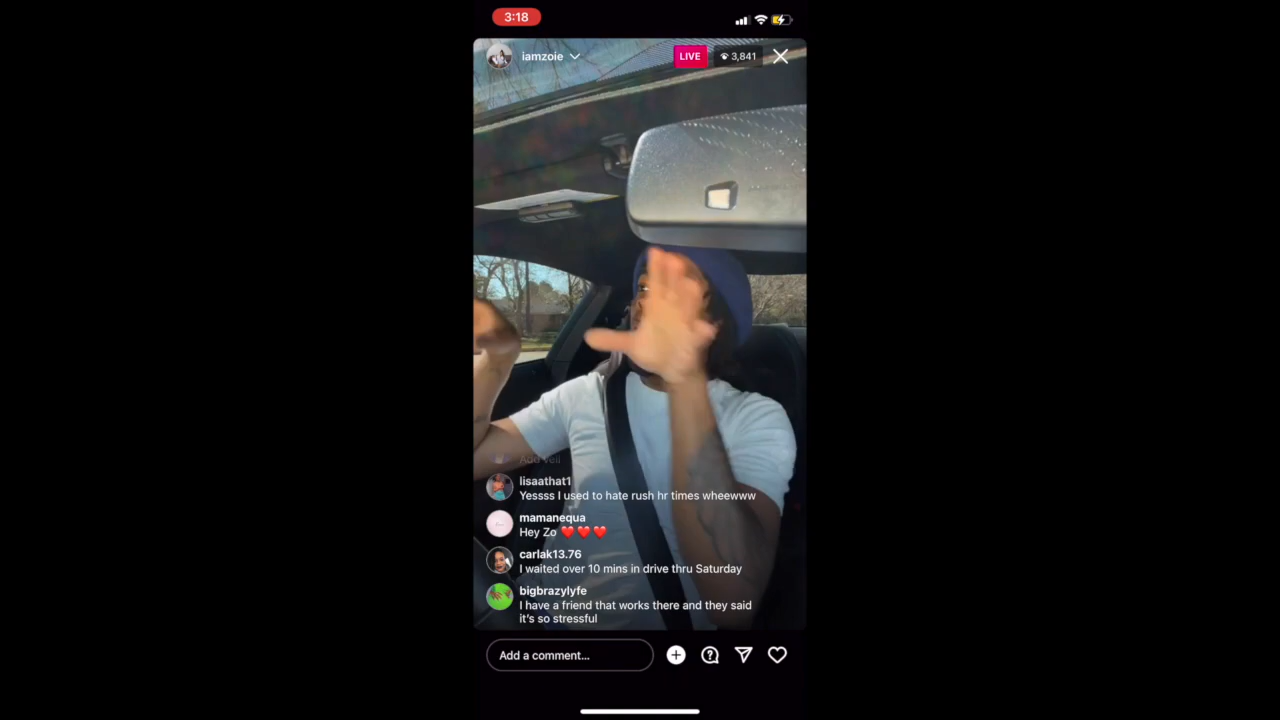 3:18
iamzoie
LIVE
3,841
Add veii
lisaathat1
Yessss I used to hate rush hr times wheewww
mamanequa
Hey Zo ❤️ ❤️ ❤️
carlak13.76
I waited over 10 mins in drive thru Saturday
bigbrazylyfe
I have a friend that works there and they said
it's so stressful
Add a comment...